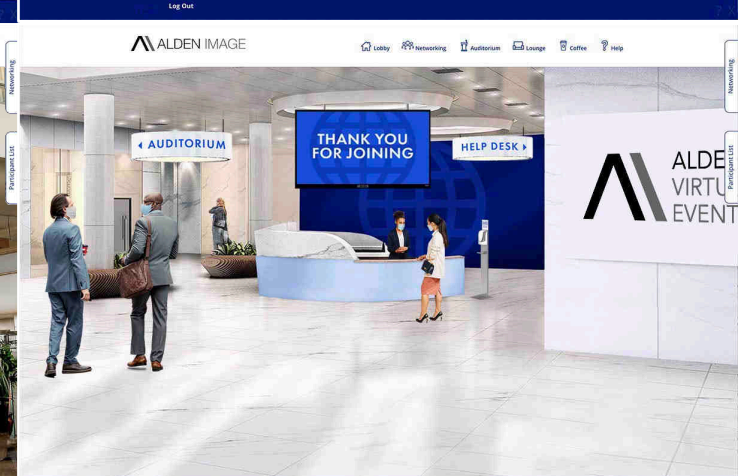 Log Out
ALDEN IMAGE
Lobby
Networking
Auditorium
Lounge
Coffee
? Help
Networking
Participant List
Networking
Participant List
AUDITORIUM
THANK YOU
FOR JOINING
HELP DESK
ALDE
VIRTU
EVENT